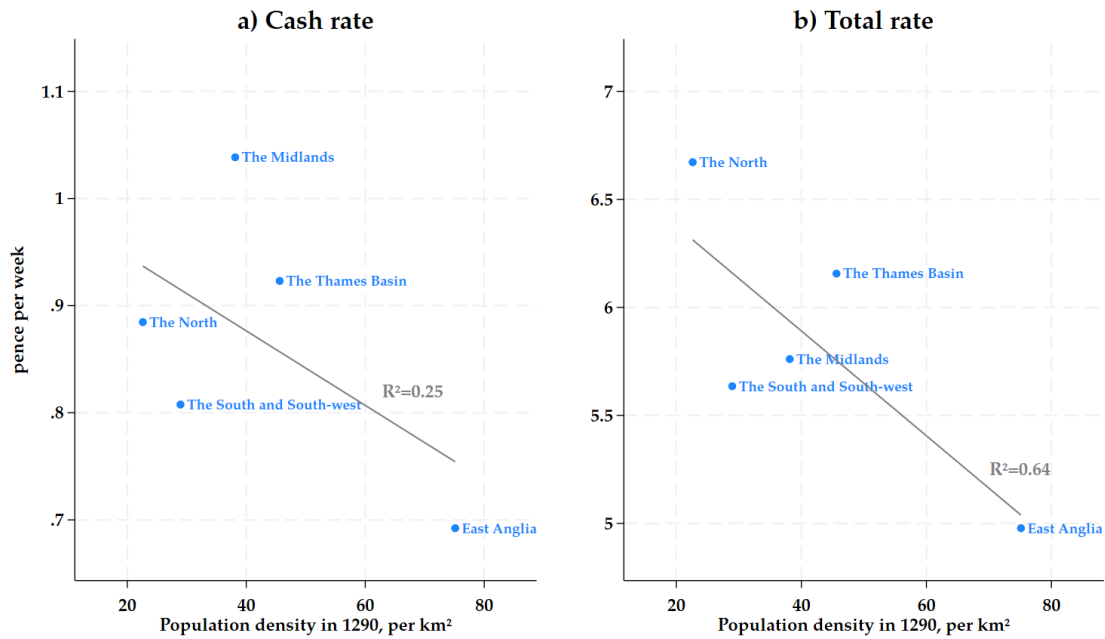 a) Cash rate
pence per week
1.1
1
.9
.8
.7
The Midlands
The Thames Basin
The North
The South and South-west
R²=0.25
East Anglia
20 40 60 80
Population density in 1290, per km²
b) Total rate
7
6.5
6
5.5
5
The North
The Thames Basin
The Midlands
The South and South-west
R²=0.64
East Anglia
20 40 60 80
Population density in 1290, per km²